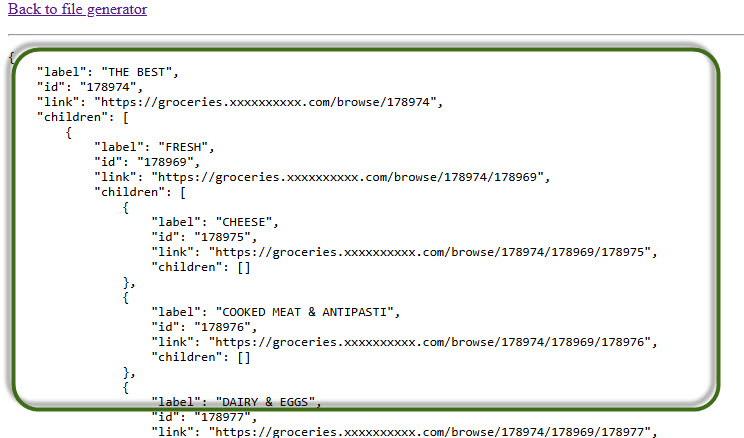 Back to file generator
{
    "label": "THE BEST",
    "id": "178974",
    "link": "https://groceries.xxxxxxxxxx.com/browse/178974",
    "children": [
        {
            "label": "FRESH",
            "id": "178969",
            "link": "https://groceries.xxxxxxxxxx.com/browse/178974/178969",
            "children": [
                {
                    "label": "CHEESE",
                    "id": "178975",
                    "link": "https://groceries.xxxxxxxxxx.com/browse/178974/178969/178975",
                    "children": []
                },
                {
                    "label": "COOKED MEAT & ANTIPASTI",
                    "id": "178976",
                    "link": "https://groceries.xxxxxxxxxx.com/browse/178974/178969/178976",
                    "children": []
                },
                {
                    "label": "DAIRY & EGGS",
                    "id": "178977",
                    "link": "https://groceries.xxxxxxxxxx.com/browse/178974/178969/178977",